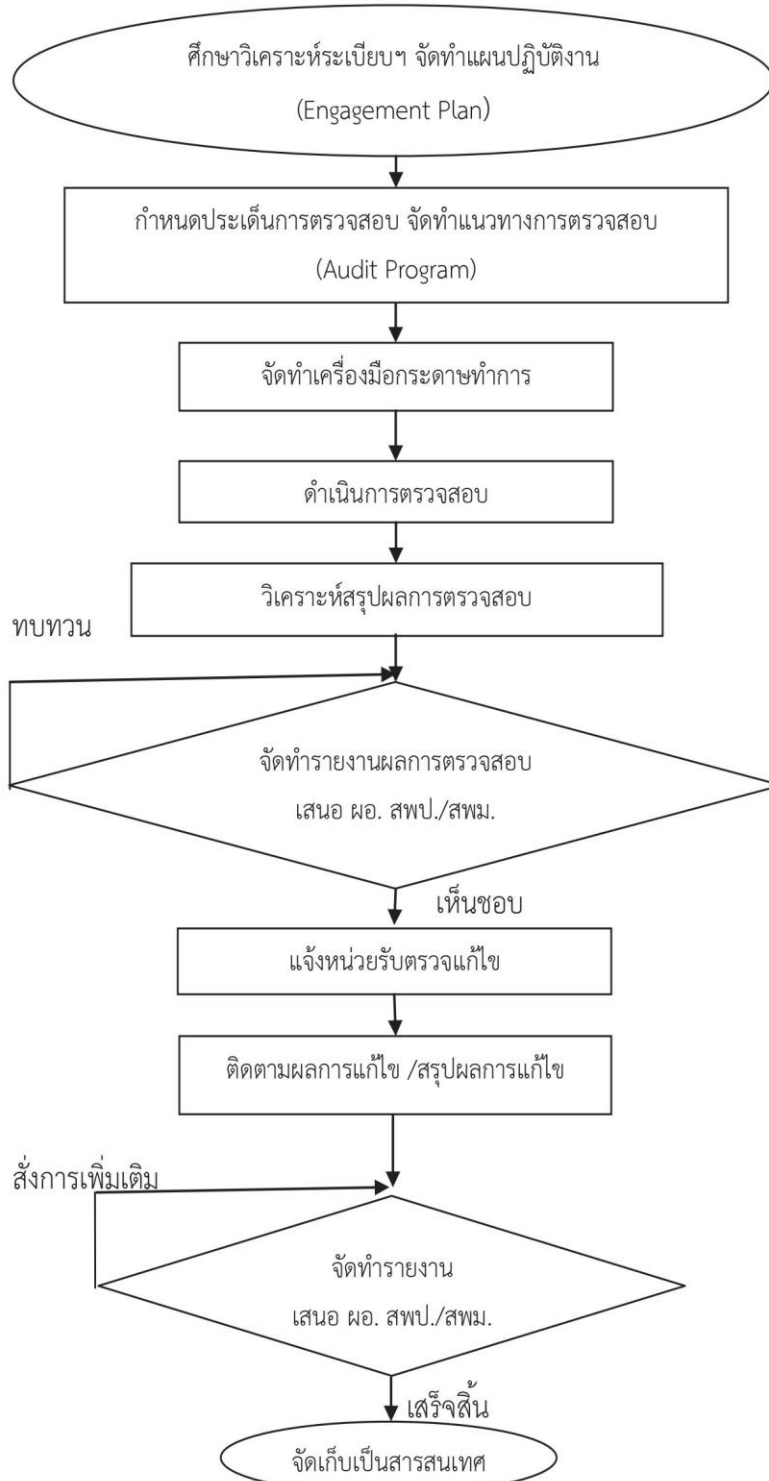 ศึกษาวิเคราะห์ระเบียบฯ จัดทำแผนปฏิบัติงาน
(Engagement Plan)
กำหนดประเด็นการตรวจสอบ จัดทำแนวทางการตรวจสอบ
(Audit Program)
จัดทำเครื่องมือกระดาษทำการ
ดำเนินการตรวจสอบ
วิเคราะห์สรุปผลการตรวจสอบ
ทบทวน
จัดทำรายงานผลการตรวจสอบ
เสนอ ผอ. สพป./สพม.
เห็นชอบ
แจ้งหน่วยรับตรวจแก้ไข
ติดตามผลการแก้ไข /สรุปผลการแก้ไข
สั่งการเพิ่มเติม
จัดทำรายงาน
เสนอ ผอ. สพป./สพม.
เสร็จสิ้น
จัดเก็บเป็นสารสนเทศ